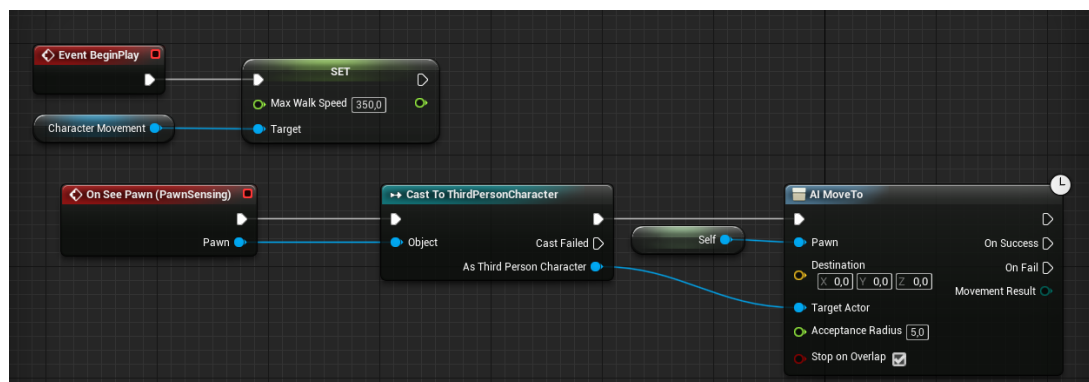 Event BeginPlay
SET
Max Walk Speed 350,0
Character Movement
Target
On See Pawn (PawnSensing)
Pawn
Cast To ThirdPersonCharacter
Object
Cast Failed
As Third Person Character
Self
AI MoveTo
Pawn
On Success
Destination
X 0,0 Y 0,0 Z 0,0
On Fail
Movement Result
Target Actor
Acceptance Radius 5,0
Stop on Overlap